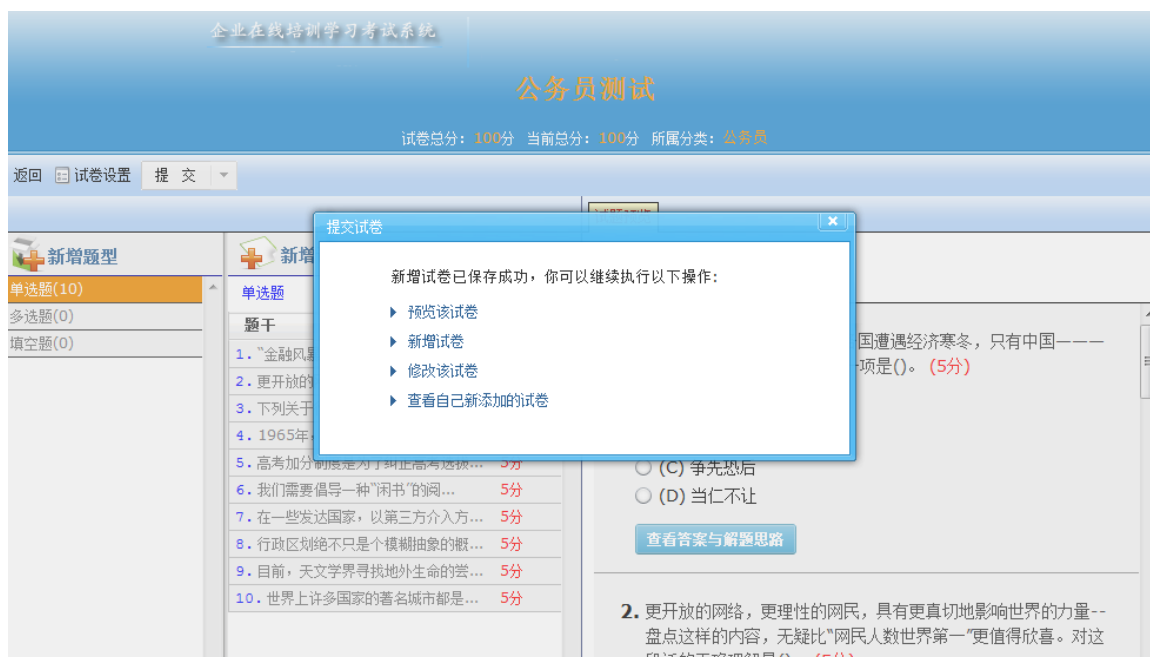 企业在线培训学习考试系统
公务员测试
试卷总分：100分 当前总分：100分 所属分类：公务员
返回 试卷设置 提 交
提交试卷
新增试卷已保存成功，你可以继续执行以下操作：
预览该试卷
新增试卷
修改该试卷
查看自己新添加的试卷
新增题型
单选题(10)
多选题(0)
填空题(0)
新增
单选题
题干
1. "金融风暴
2. 更开放的
3. 下列关于
4. 1965年，
5. 高考加分制度是为了纠正高考选拔... 5分
6. 我们需要倡导一种"闲书"的阅... 5分
7. 在一些发达国家，以第三方介入方... 5分
8. 行政区划绝不只是个模糊抽象的概... 5分
9. 目前，天文学界寻找地外生命的尝... 5分
10. 世界上许多国家的著名城市都是... 5分
国遭遇经济寒冬，只有中国———
项是()。 (5分)
(C) 争先恐后
(D) 当仁不让
查看答案与解题思路
2. 更开放的网络，更理性的网民，具有更真切地影响世界的力量--
盘点这样的内容，无疑比"网民人数世界第一"更值得欣喜。对这
段话的正确理解是()。 (5分)